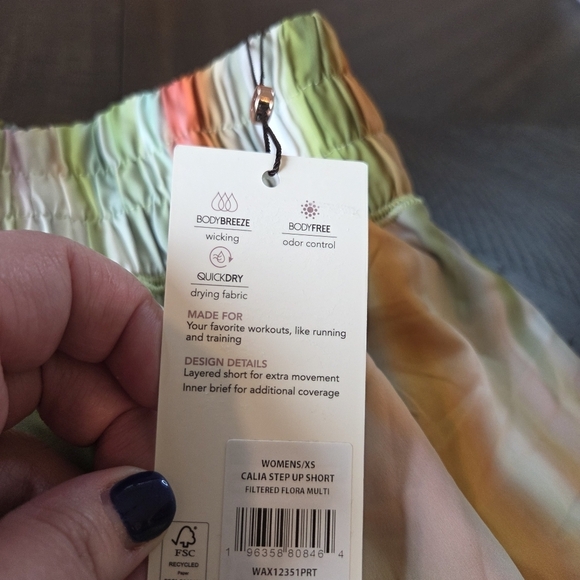 BODYBREEZE
wicking
BODYFREE
odor control
QUICKDRY
drying fabric
MADE FOR
Your favorite workouts, like running
and training
DESIGN DETAILS
Layered short for extra movement
Inner brief for additional coverage
WOMENS/XS
CALIA STEP UP SHORT
FILTERED FLORA MULTI
1 96358 80846 4
WAX12351PRT
FSC
RECYCLED
Paper